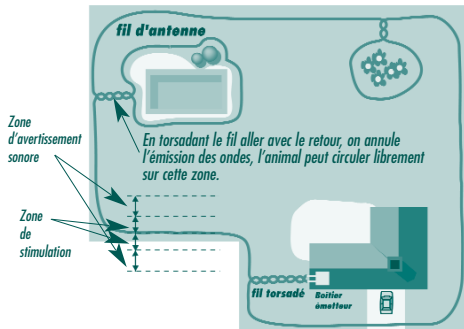 fil d'antenne
Zone
d'avertissement
sonore
En torsadant le fil aller avec le retour, on annule
l'émission des ondes, l'animal peut circuler librement
sur cette zone.
Zone
de
stimulation
fil torsadé
Boîtier
émetteur